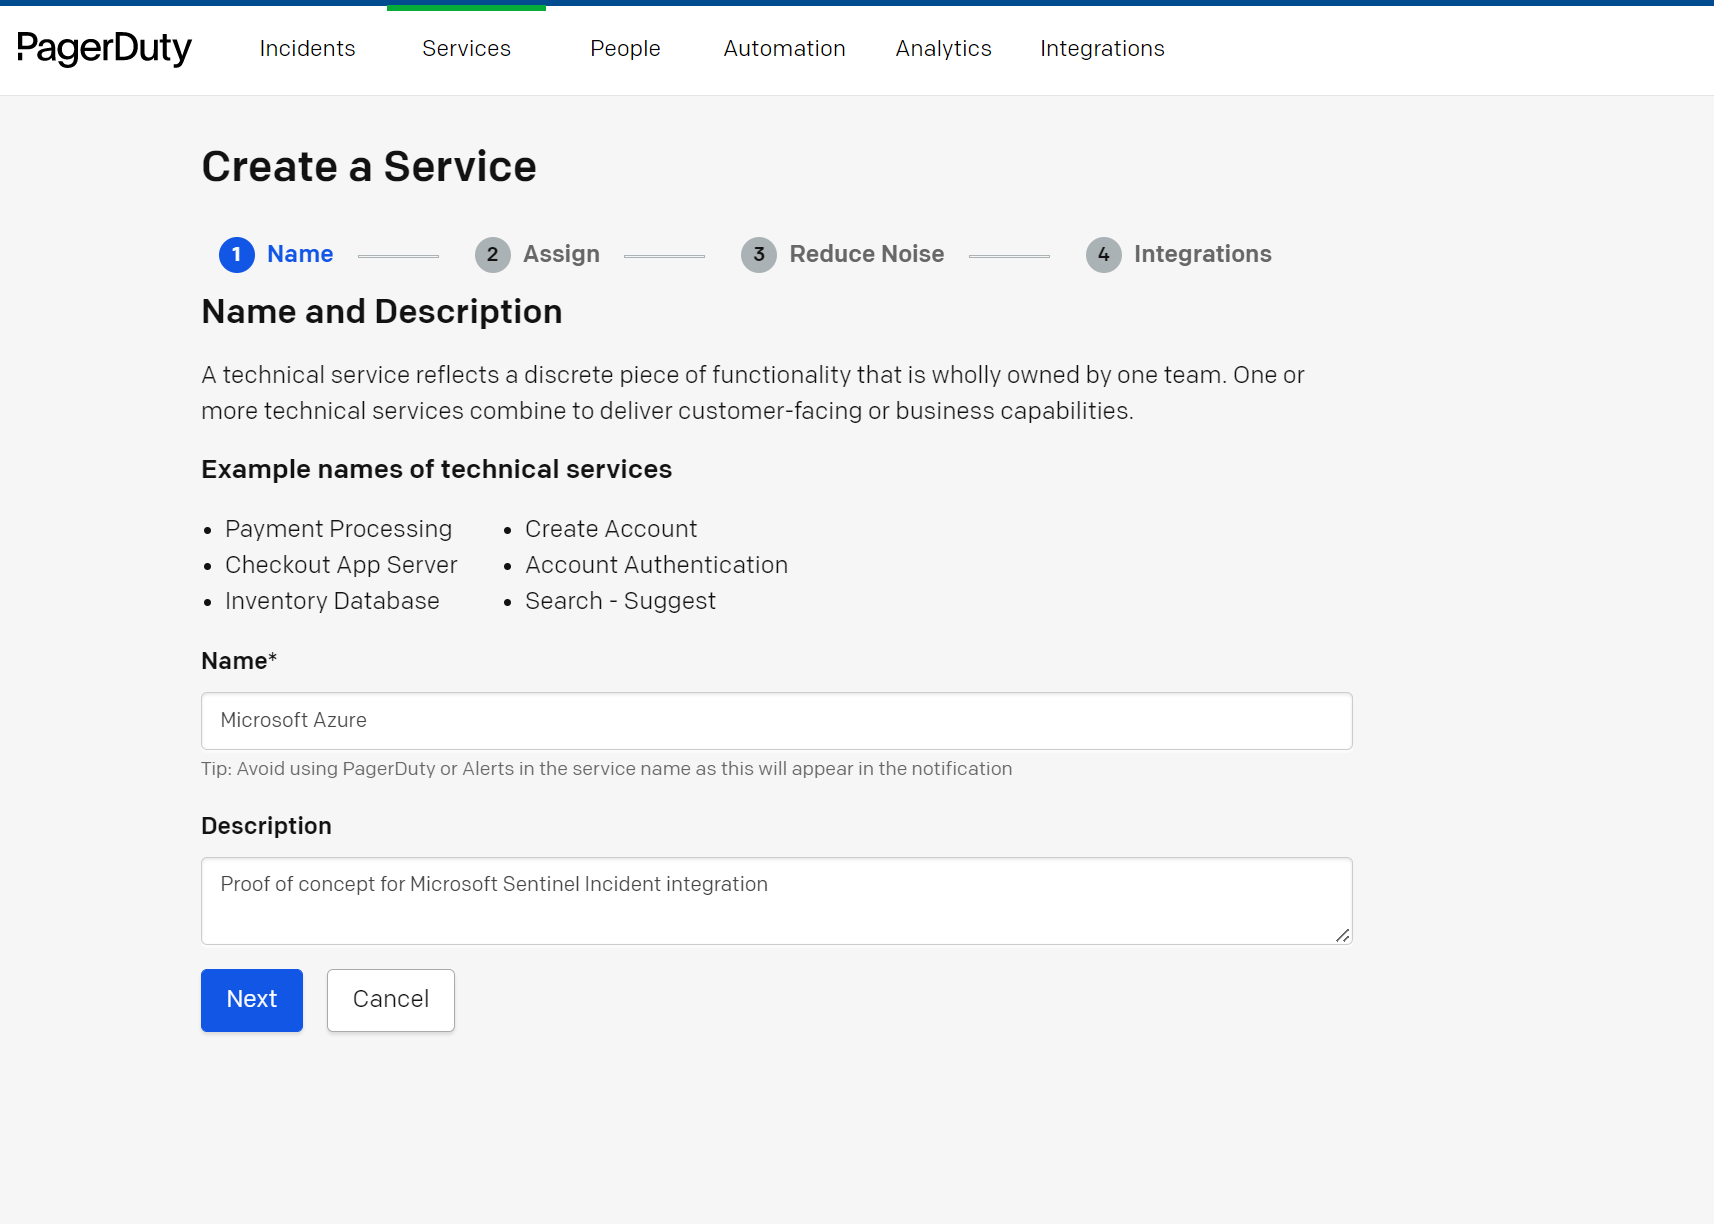 PagerDuty Incidents Services People Automation Analytics Integrations
Create a Service
1 Name 2 Assign 3 Reduce Noise 4 Integrations
Name and Description
A technical service reflects a discrete piece of functionality that is wholly owned by one team. One or
more technical services combine to deliver customer-facing or business capabilities.
Example names of technical services
• Payment Processing • Create Account
• Checkout App Server • Account Authentication
• Inventory Database • Search - Suggest
Name*
Microsoft Azure
Tip: Avoid using PagerDuty or Alerts in the service name as this will appear in the notification
Description
Proof of concept for Microsoft Sentinel Incident integration
Next Cancel